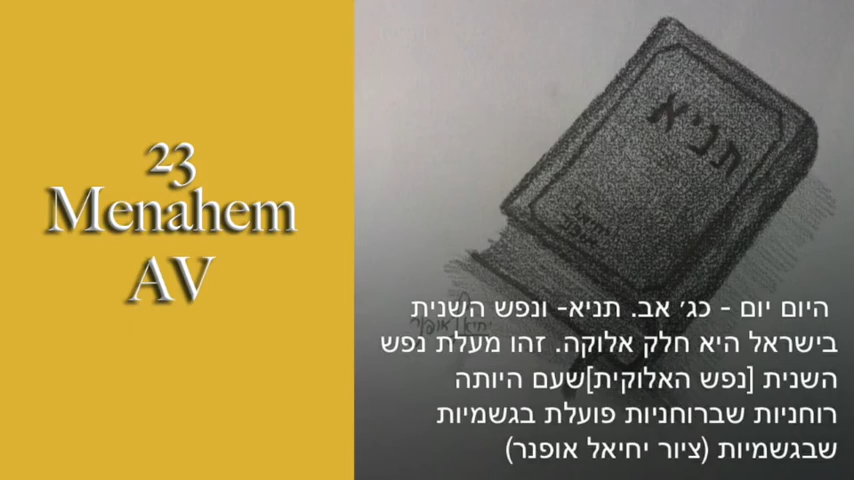 23
Menahem
AV
תניא
היום יום - כג׳ אב. תניא- ונפש השנית
בישראל היא חלק אלוקה. זהו מעלת נפש
השנית [נפש האלוקית]שעם היותה
רוחניות שברוחניות פועלת בגשמיות
שבגשמיות (ציור יחיאל אופנר)